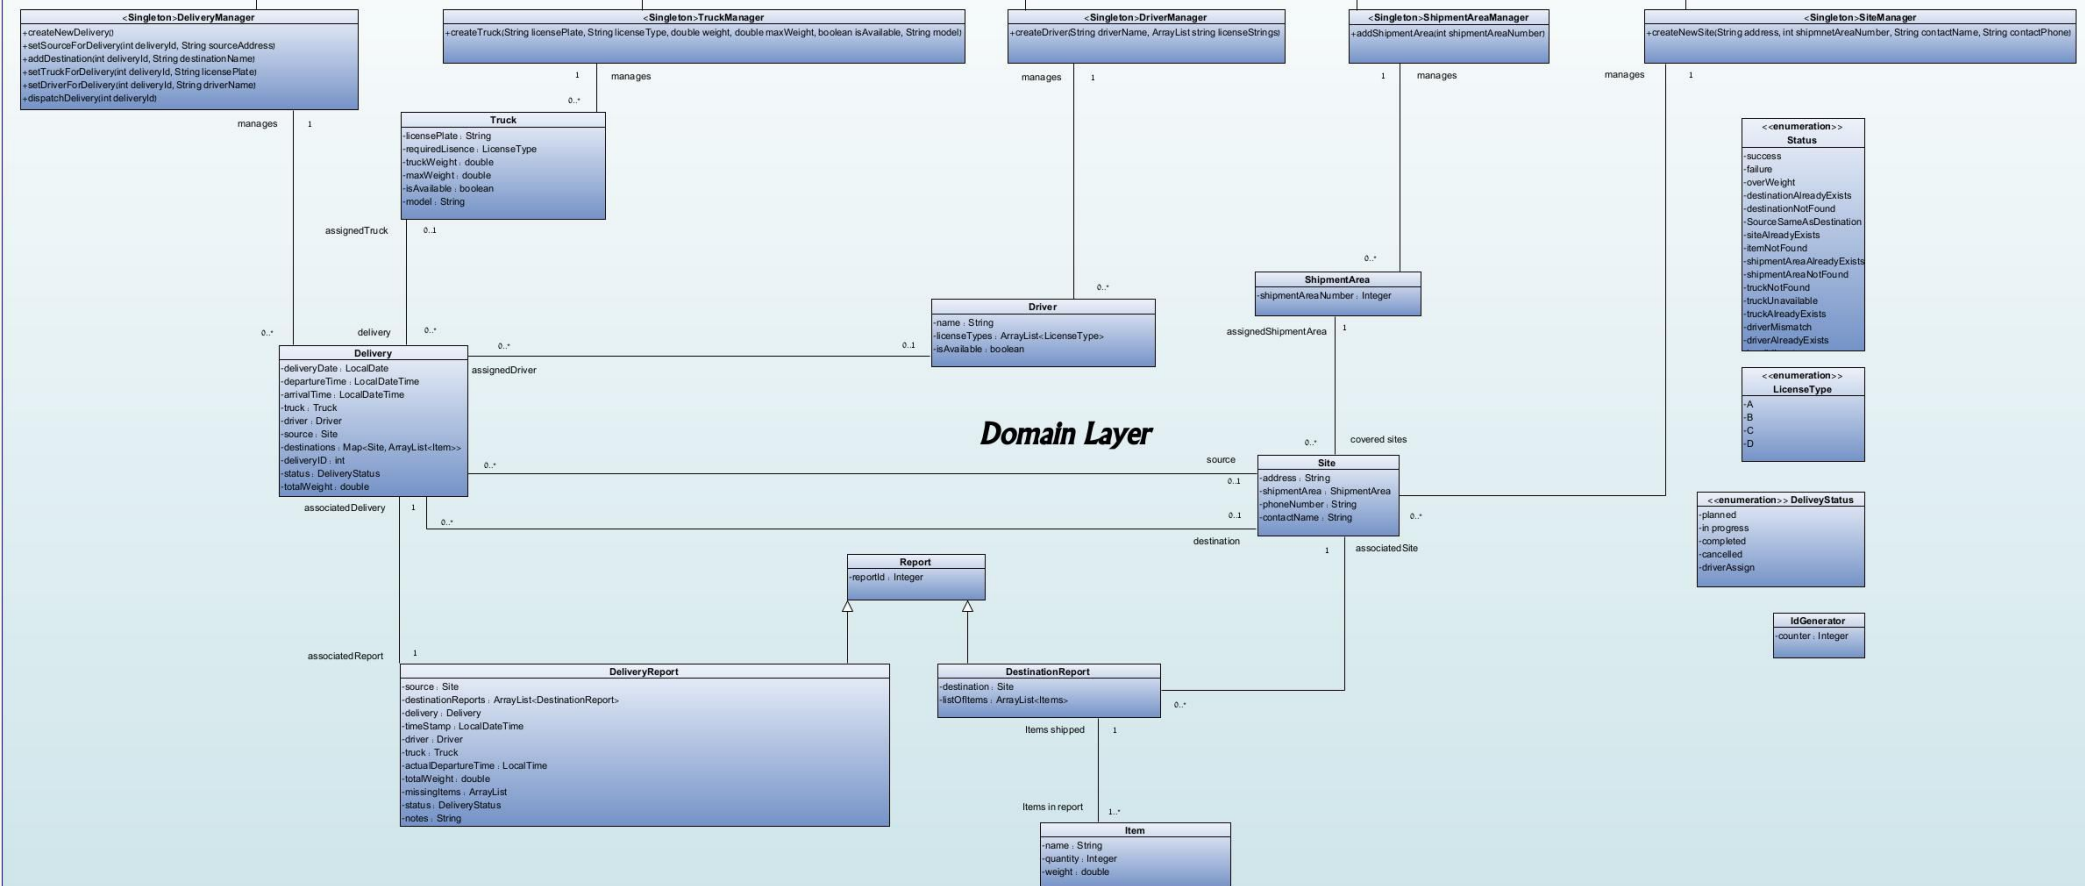 <Singleton>DeliveryManager
+createNewDelivery()
+setSourceForDelivery(int deliveryId, String sourceAddress)
+addDestination(int deliveryId, String destinationName)
+setTruckForDelivery(int deliveryId, String licensePlate)
+setDriverForDelivery(int deliveryId, String driverName)
+dispatchDelivery(int deliveryId)
<Singleton>TruckManager
+createTruck(String licensePlate, String licenseType, double weight, double maxWeight, boolean isAvailable, String model)
<Singleton>DriverManager
+createDriver(String driverName, ArrayList string licenseStrings)
<Singleton>ShipmentAreaManager
+addShipmentArea(int shipmentAreaNumber)
<Singleton>SiteManager
+createNewSite(String address, int shipmnetAreaNumber, String contactName, String contactPhone)
manages
1
1
manages
0..*
manages
1
1
manages
manages
1
Truck
-licensePlate : String
-requiredLisence : LicenseType
-truckWeight : double
-maxWeight : double
-isAvailable : boolean
-model : String
<<enumeration>>
Status
-success
-failure
-overWeight
-destinationAlreadyExists
-destinationNotFound
-SourceSameAsDestination
-siteAlreadyExists
-itemNotFound
-shipmentAreaAlreadyExists
-shipmentAreaNotFound
-truckNotFound
-truckUnavailable
-truckAlreadyExists
-driverMismatch
-driverAlreadyExists
assignedTruck
0..1
0..*
ShipmentArea
-shipmentAreaNumber : Integer
0..*
Driver
-name : String
-licenseTypes : ArrayList<LicenseType>
-isAvailable : boolean
0..*
delivery
0..*
assignedShipmentArea
1
0..*
0..1
assignedDriver
Delivery
-deliveryDate : LocalDate
-departureTime : LocalDateTime
-arrivalTime : LocalDateTime
-truck : Truck
-driver : Driver
-source : Site
-destinations : Map<Site, ArrayList<Item>>
-deliveryID : int
-status : DeliveryStatus
-totalWeight : double
<<enumeration>>
LicenseType
-A
-B
-C
-D
Domain Layer
0..*
covered sites
0..*
source
0..1
Site
-address : String
-shipmentArea : ShipmentArea
-phoneNumber : String
-contactName : String
0..*
associatedDelivery
1
0..*
0..1
destination
1
associatedSite
<<enumeration>> DeliveyStatus
-planned
-in progress
-completed
-cancelled
-driverAssign
Report
-reportId : Integer
IdGenerator
-counter : Integer
associatedReport
1
DeliveryReport
-source : Site
-destinationReports : ArrayList<DestinationReport>
-delivery : Delivery
-timeStamp : LocalDateTime
-driver : Driver
-truck : Truck
-actualDepartureTime : LocalTime
-totalWeight : double
-missingItems : ArrayList
-status : DeliveryStatus
-notes : String
DestinationReport
-destination : Site
-listOfItems : ArrayList<Items>
0..*
Items shipped
1
Items in report
1..*
Item
-name : String
-quantity : Integer
-weight : double